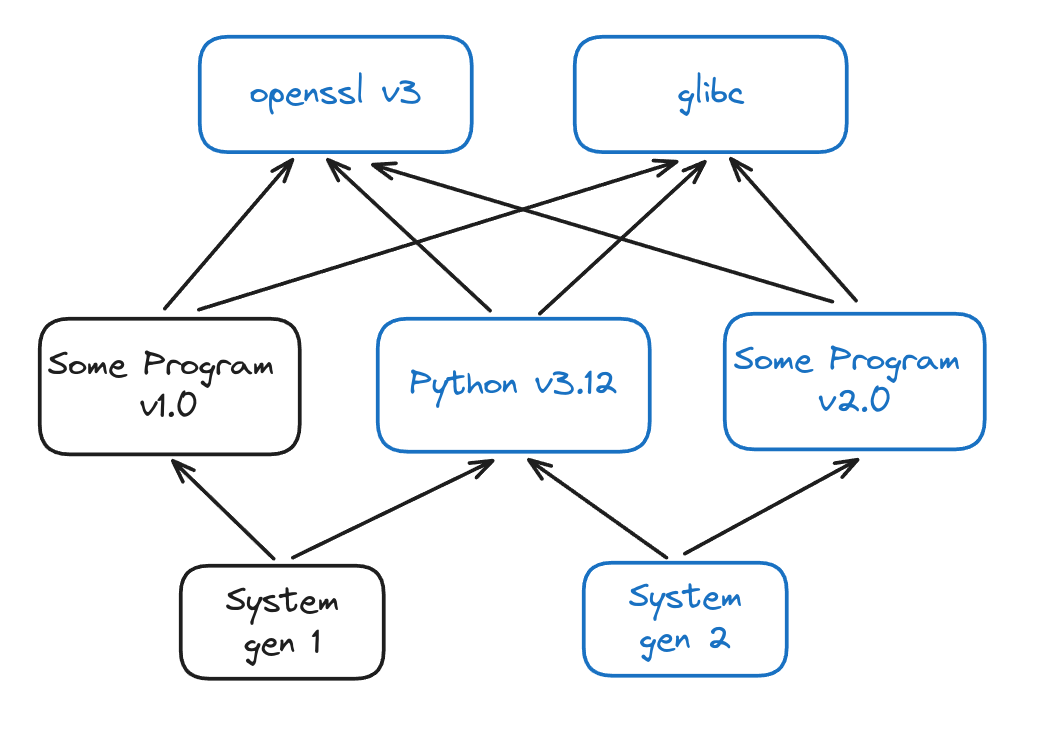 openssl v3
glibc
Some Program
v1.0
Python v3.12
Some Program
v2.0
System
gen 1
System
gen 2